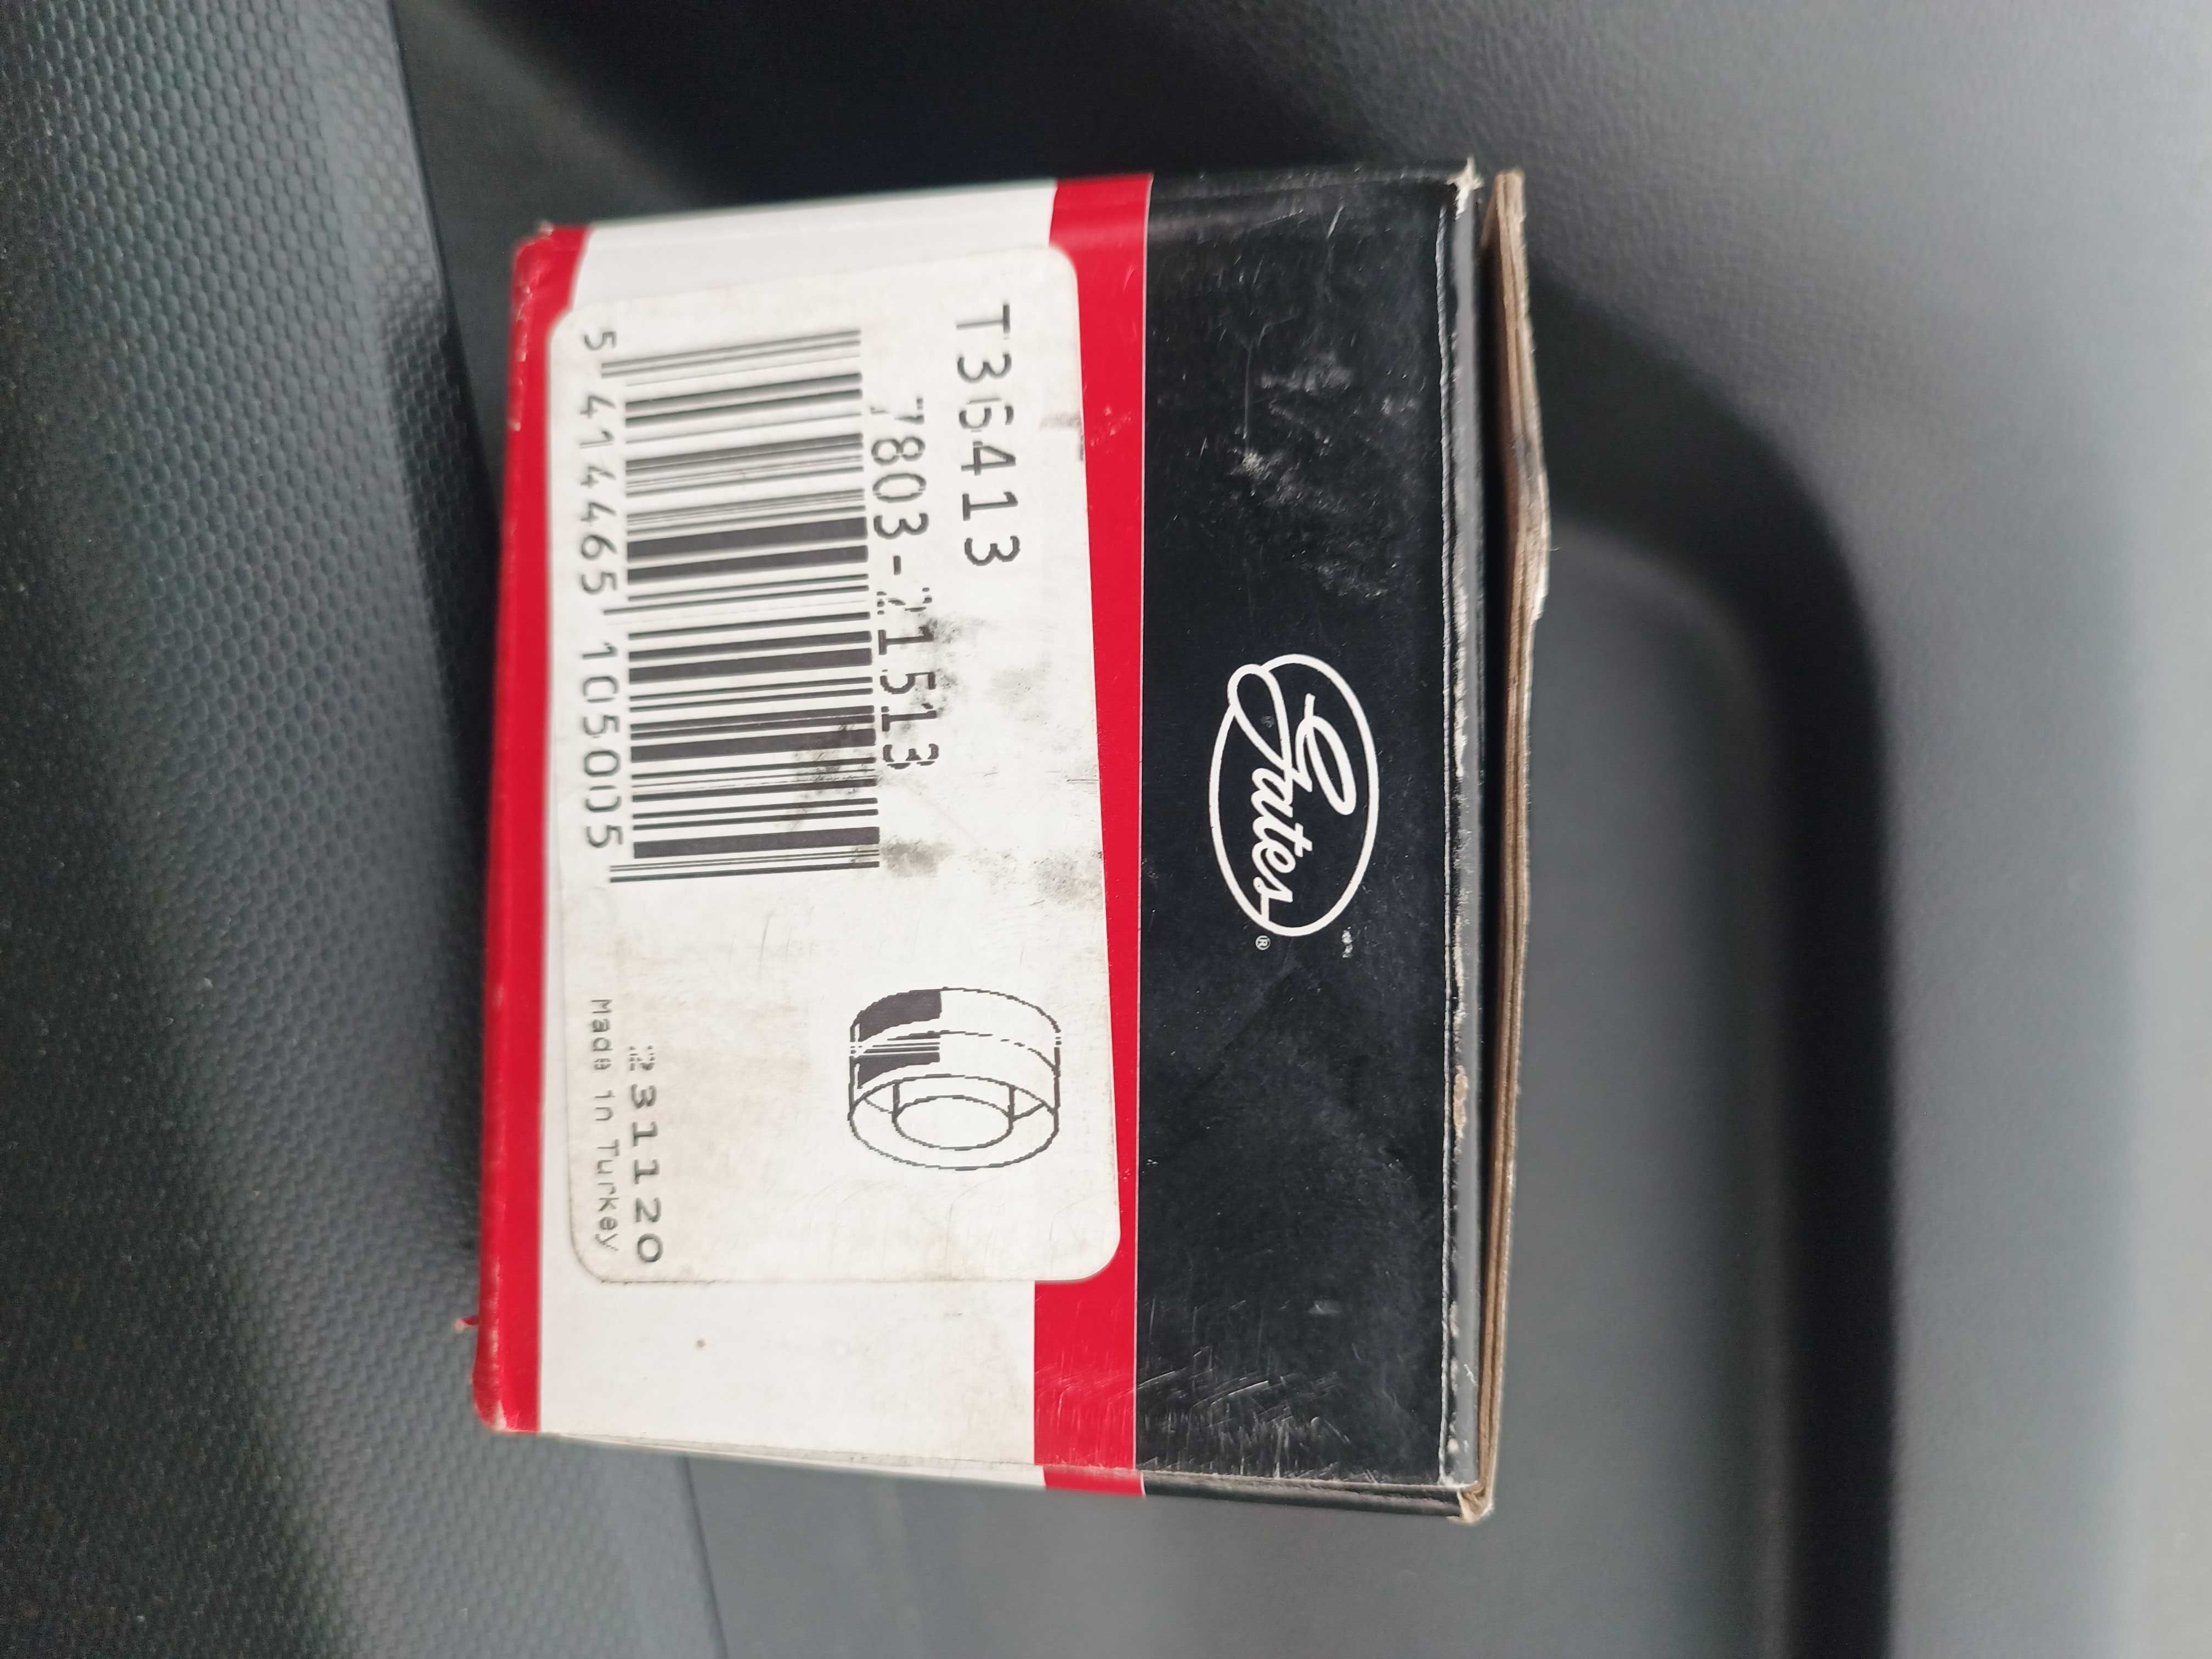 Gates®
T36413
7803-21513
5 414465 105005
231120
Made in Turkey